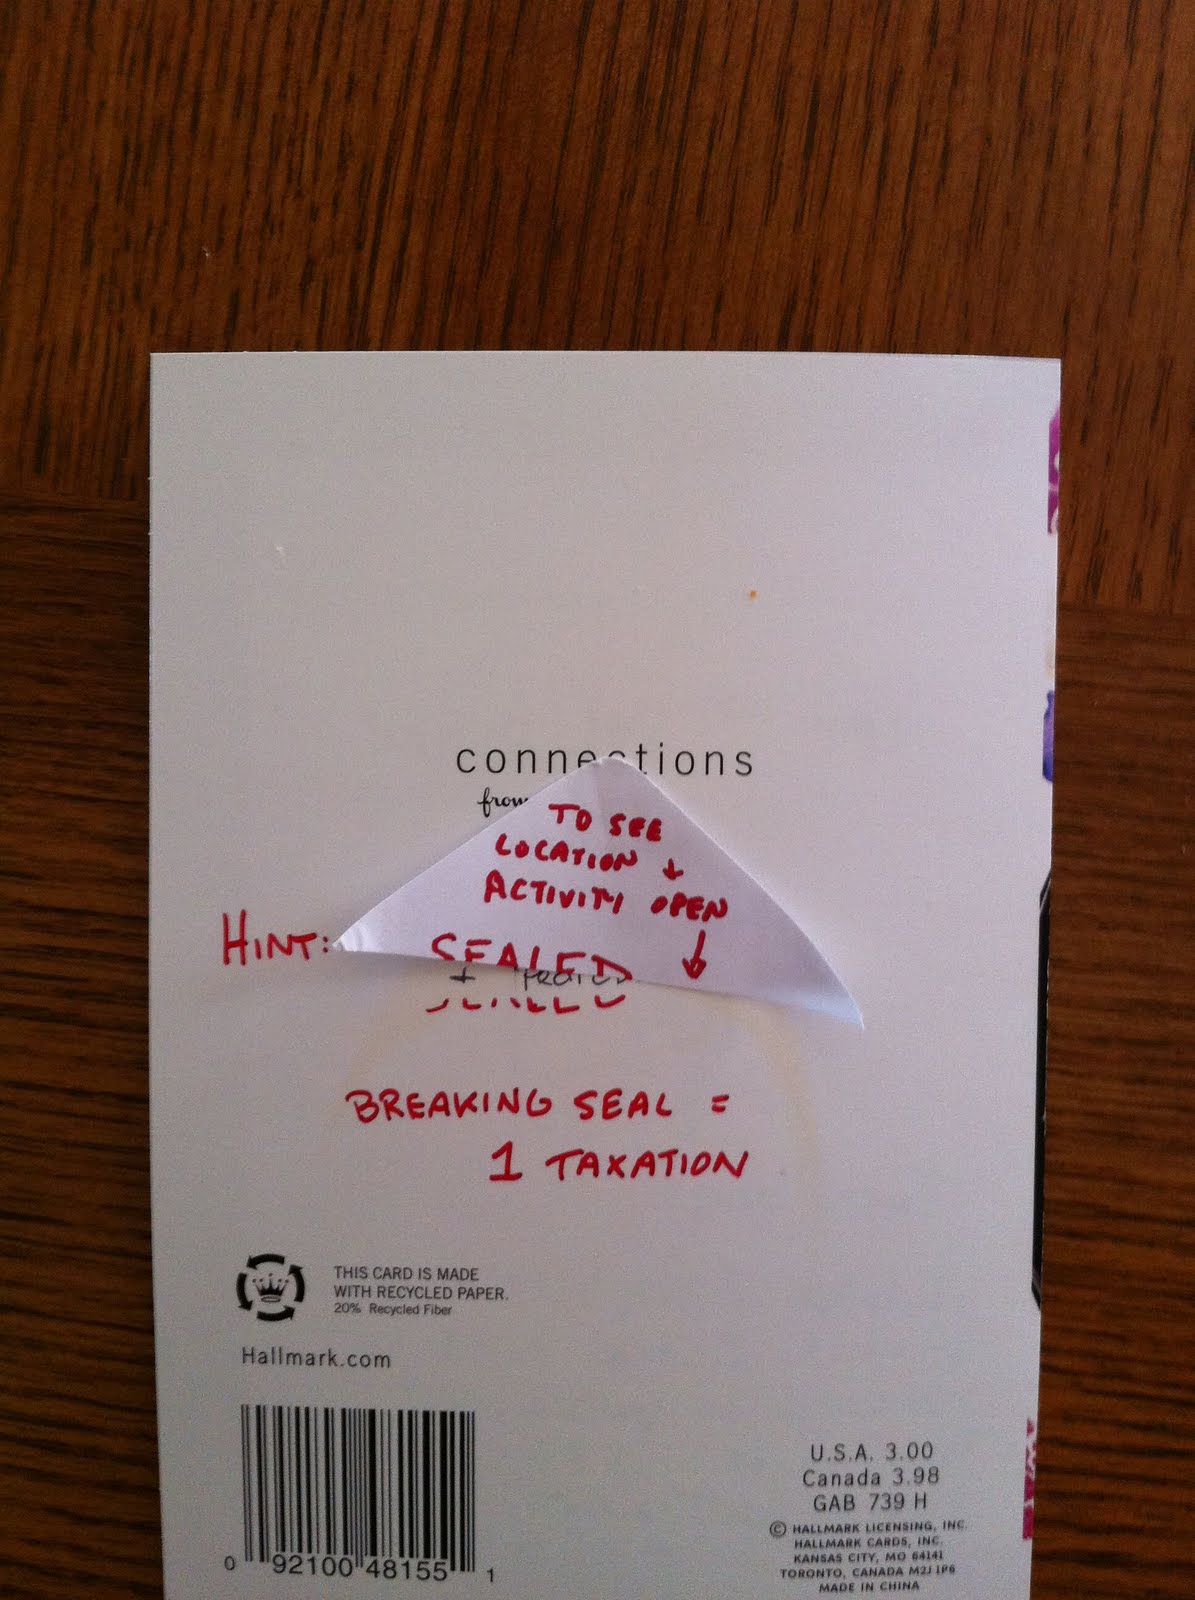 connections
from
TO SEE
LOCATION +
ACTIVITY OPEN
HINT: SEALED
+
BREAKING SEAL =
1 TAXATION
THIS CARD IS MADE
WITH RECYCLED PAPER.
20% Recycled Fiber
Hallmark.com
0 92100 48155 1
U.S.A. 3.00
Canada 3.98
GAB 739 H
© HALLMARK LICENSING, INC.
HALLMARK CARDS, INC.
KANSAS CITY, MO 64141
TORONTO, CANADA M2J 1P6
MADE IN CHINA